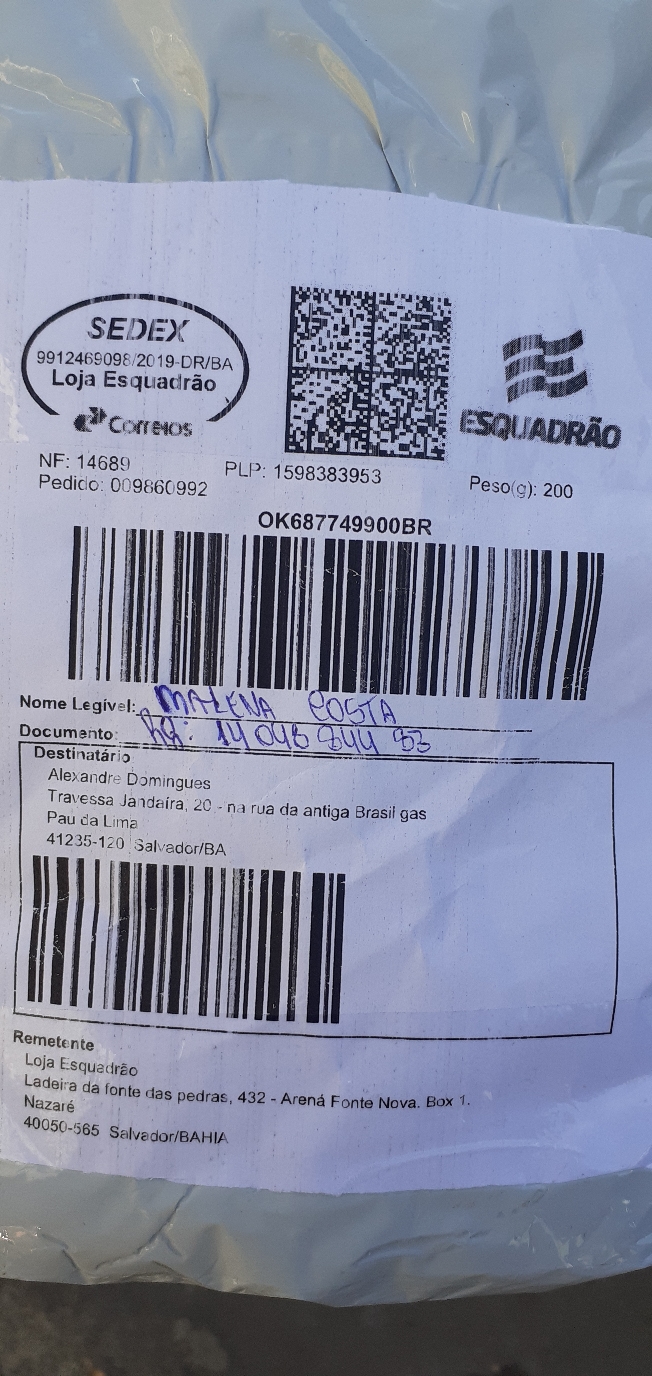 SEDEX
9912469098/2019-DR/BA
Loja Esquadrão
Correios
ESQUADRÃO
NF: 14689
PLP: 1598383953
Peso(g): 200
Pedido: 009860992
OK687749900BR
Nome Legível: MALENA COSTA
Documento: RG: 14 046 844 83
Destinatário
Alexandre Domingues
Travessa Jandaíra, 20 - na rua da antiga Brasil gas
Pau da Lima
41235-120 Salvador/BA
Remetente
Loja Esquadrão
Ladeira da fonte das pedras, 432 - Arená Fonte Nova. Box 1.
Nazaré
40050-565 Salvador/BAHIA